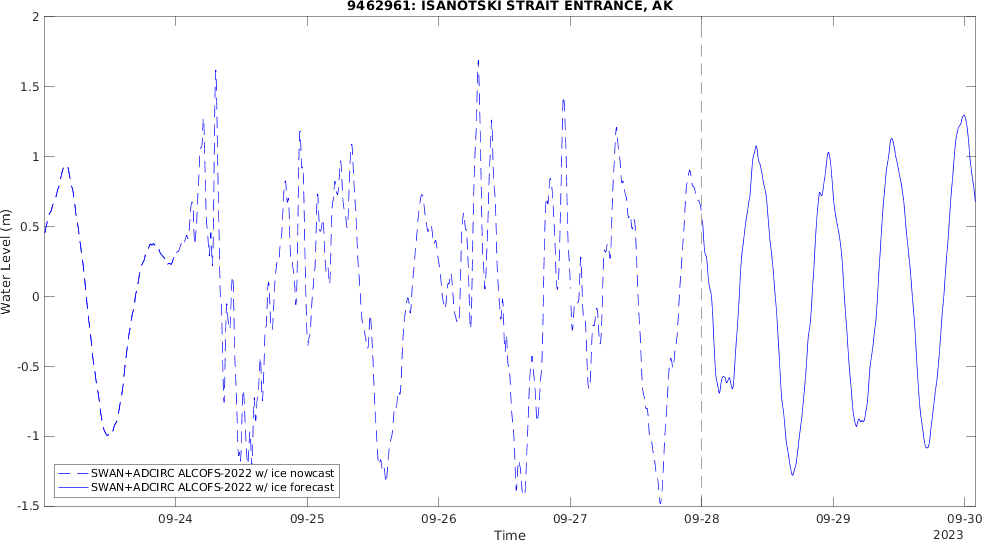 9462961: ISANOTSKI STRAIT ENTRANCE, AK
2
1.5
1
0.5
0
-0.5
-1
-1.5
Water Level (m)
SWAN+ADCIRC ALCOFS-2022 w/ ice nowcast
SWAN+ADCIRC ALCOFS-2022 w/ ice forecast
09-24 09-25 09-26 09-27 09-28 09-29 09-30
Time
2023